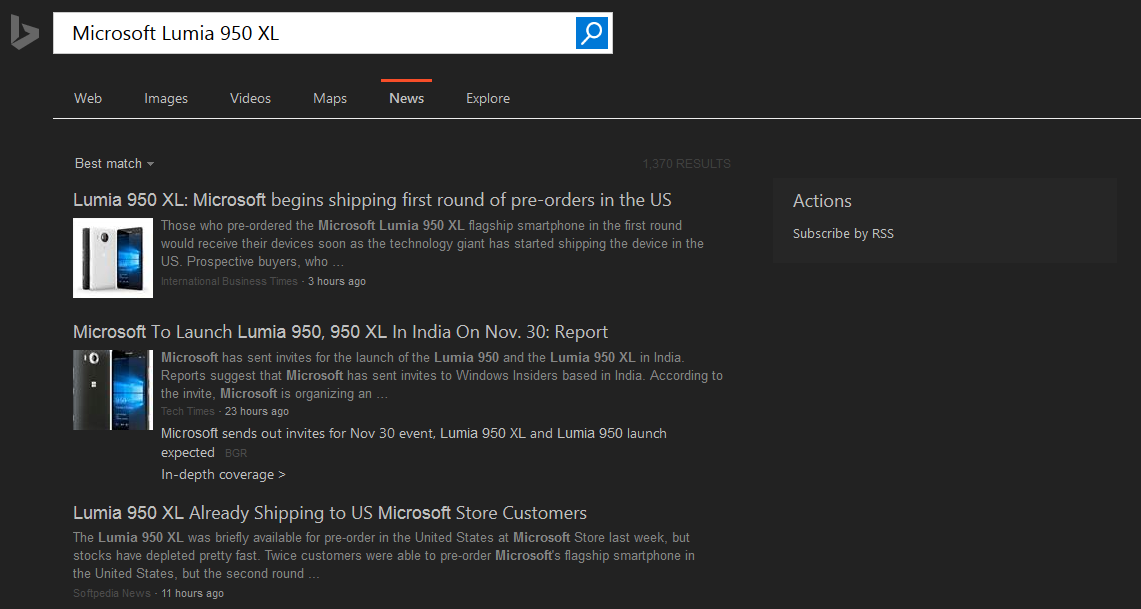 Microsoft Lumia 950 XL
Web Images Videos Maps News Explore
Best match
1,370 RESULTS
Lumia 950 XL: Microsoft begins shipping first round of pre-orders in the US
Those who pre-ordered the Microsoft Lumia 950 XL flagship smartphone in the first round
would receive their devices soon as the technology giant has started shipping the device in the
US. Prospective buyers, who ...
International Business Times · 3 hours ago
Microsoft To Launch Lumia 950, 950 XL In India On Nov. 30: Report
Microsoft has sent invites for the launch of the Lumia 950 and the Lumia 950 XL in India.
Reports suggest that Microsoft has sent invites to Windows Insiders based in India. According to
the invite, Microsoft is organizing an ...
Tech Times · 23 hours ago
Microsoft sends out invites for Nov 30 event, Lumia 950 XL and Lumia 950 launch
expected BGR
In-depth coverage >
Lumia 950 XL Already Shipping to US Microsoft Store Customers
The Lumia 950 XL was briefly available for pre-order in the United States at Microsoft Store last week, but
stocks have depleted pretty fast. Twice customers were able to pre-order Microsoft's flagship smartphone in
the United States, but the second round ...
Softpedia News · 11 hours ago
Actions
Subscribe by RSS